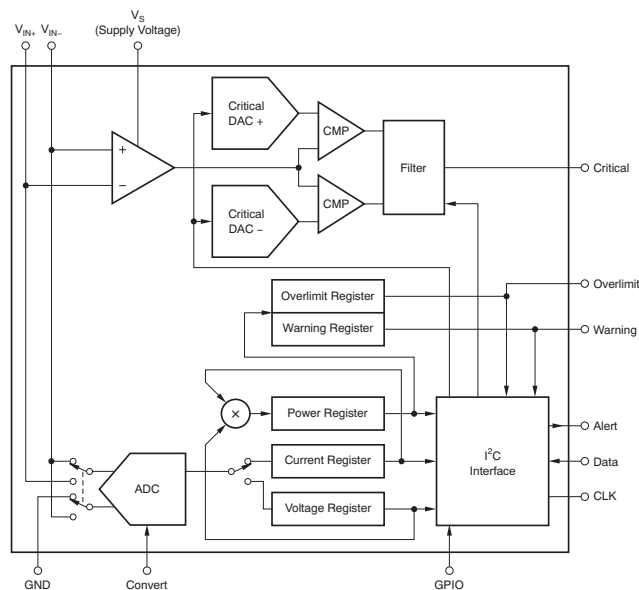 V_S
V_IN+ V_IN−
(Supply Voltage)
Critical
DAC +
CMP
+
−
Filter
Critical
CMP
Critical
DAC −
Overlimit Register
Overlimit
Warning Register
Warning
×
Power Register
Alert
I²C
Interface
Current Register
Data
ADC
CLK
Voltage Register
GND
Convert
GPIO